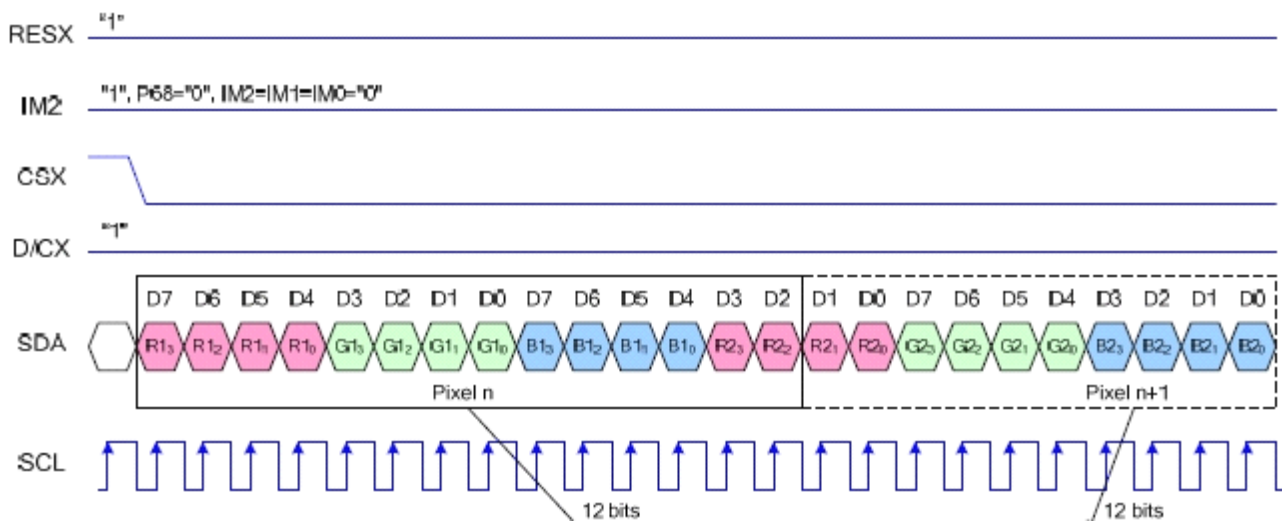 RESX "1"
IM2 "1", P68="0", IM2=IM1=IM0="0"
CSX
D/CX "1"
D7 D6 D5 D4 D3 D2 D1 D0 D7 D6 D5 D4 D3 D2 D1 D0 D7 D6 D5 D4 D3 D2 D1 D0
SDA R1₃ R1₂ R1₁ R1₀ G1₃ G1₂ G1₁ G1₀ B1₃ B1₂ B1₁ B1₀ R2₃ R2₂ R2₁ R2₀ G2₃ G2₂ G2₁ G2₀ B2₃ B2₂ B2₁ B2₀
Pixel n Pixel n+1
SCL
12 bits 12 bits